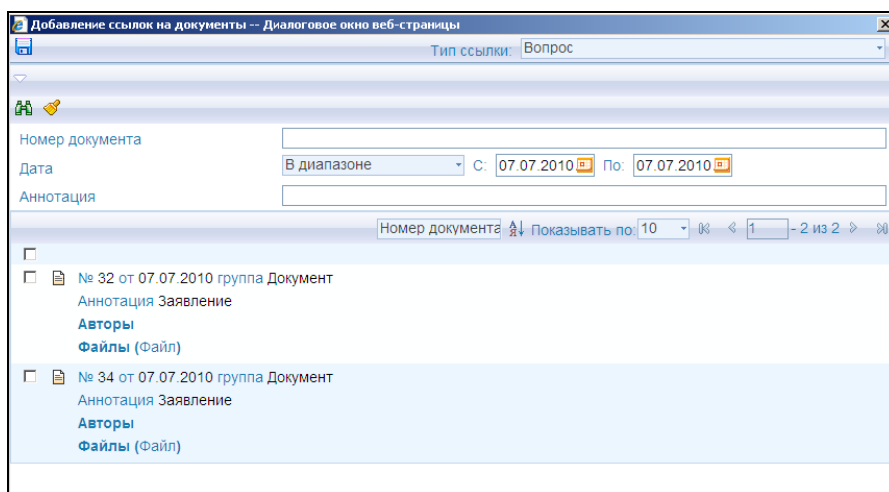 Добавление ссылок на документы -- Диалоговое окно веб-страницы
Тип ссылки: Вопрос
Номер документа
Дата В диапазоне С: 07.07.2010 По: 07.07.2010
Аннотация
Номер документа Показывать по: 10 1 - 2 из 2
№ 32 от 07.07.2010 группа Документ
Аннотация Заявление
Авторы
Файлы (Файл)
№ 34 от 07.07.2010 группа Документ
Аннотация Заявление
Авторы
Файлы (Файл)